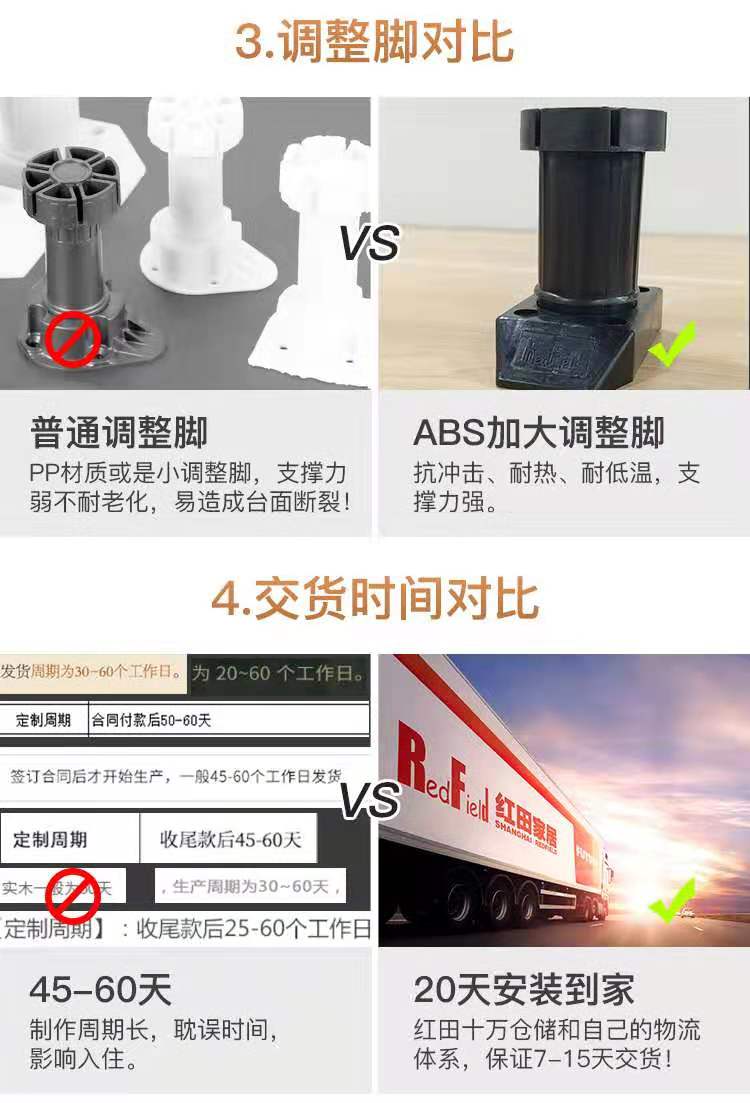 3.调整脚对比
VS
Redfield
普通调整脚
PP材质或是小调整脚，支撑力
弱不耐老化，易造成台面断裂！
ABS加大调整脚
抗冲击、耐热、耐低温，支
撑力强。
4.交货时间对比
发货周期为30-60个工作日。
为 20~60 个工作日。
定制周期 合同付款后50-60天
签订合同后才开始生产，一般45-60个工作日发货
定制周期 收尾款后45-60天
实木一般为60天
，生产周期为30~60天，
【定制周期】：收尾款后25-60个工作日
VS
RedField 红田家居
SHANGHAI REDFIELDS
45-60天
制作周期长，耽误时间，
影响入住。
20天安装到家
红田十万仓储和自己的物流
体系，保证7-15天交货！